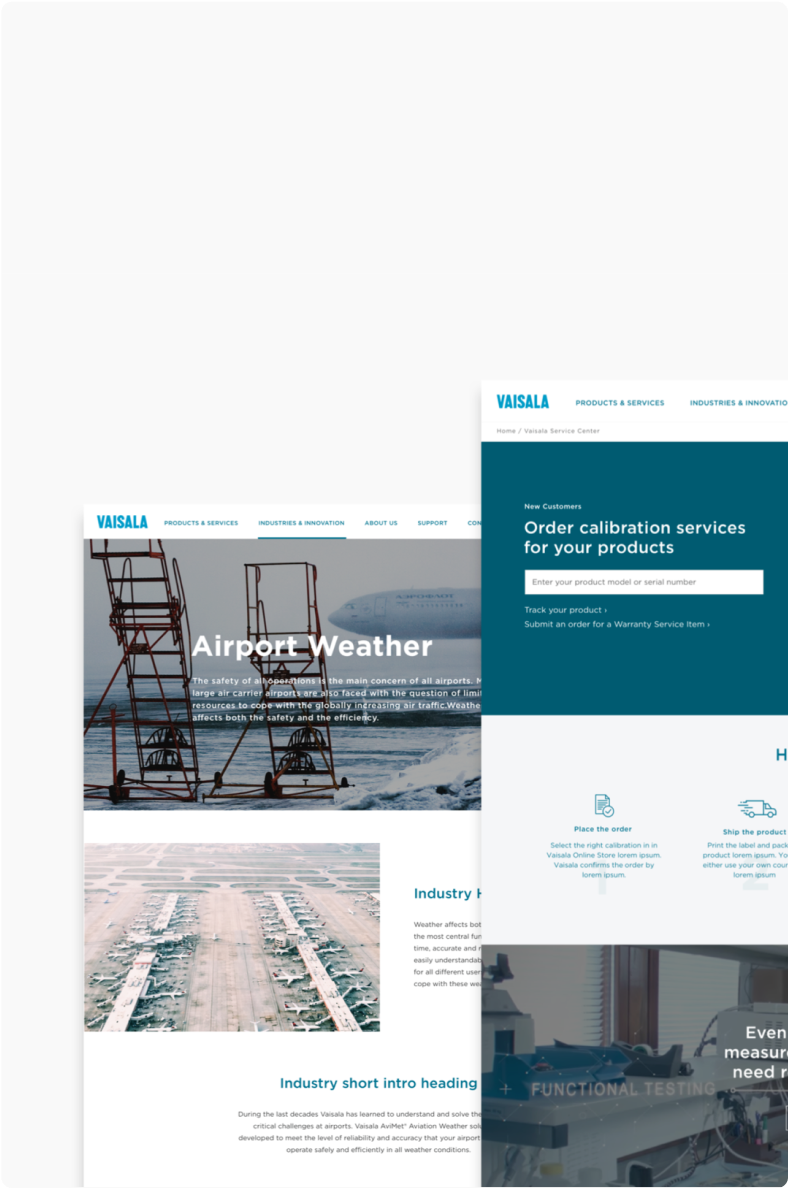 VAISALA
PRODUCTS & SERVICES
INDUSTRIES & INNOVATIO
Home / Vaisala Service Center
New Customers
Order calibration services
for your products
Enter your product model or serial number
Track your product ›
Submit an order for a Warranty Service Item ›
H
Place the order
Select the right calibration in in
Vaisala Online Store lorem ipsum.
Vaisala confirms the order by
lorem ipsum.
1
Ship the product
Print the label and pack
product lorem ipsum. Yo
either use your own cour
lorem ipsum
2
Even
measur
need r
FUNCTIONAL TESTING
VAISALA
PRODUCTS & SERVICES
INDUSTRIES & INNOVATION
ABOUT US
SUPPORT
CON
АЭРОФЛОТ
Airport Weather
The safety of all operations is the main concern of all airports. M
large air carrier airports are also faced with the question of limit
resources to cope with the globally increasing air traffic.Weathe
affects both the safety and the efficiency.
Industry H
Weather affects bot
the most central fun
time, accurate and r
easily understandab
for all different user
cope with these wea
Industry short intro heading
During the last decades Vaisala has learned to understand and solve the
critical challenges at airports. Vaisala AviMet® Aviation Weather solu
developed to meet the level of reliability and accuracy that your airport
operate safely and efficiently in all weather conditions.